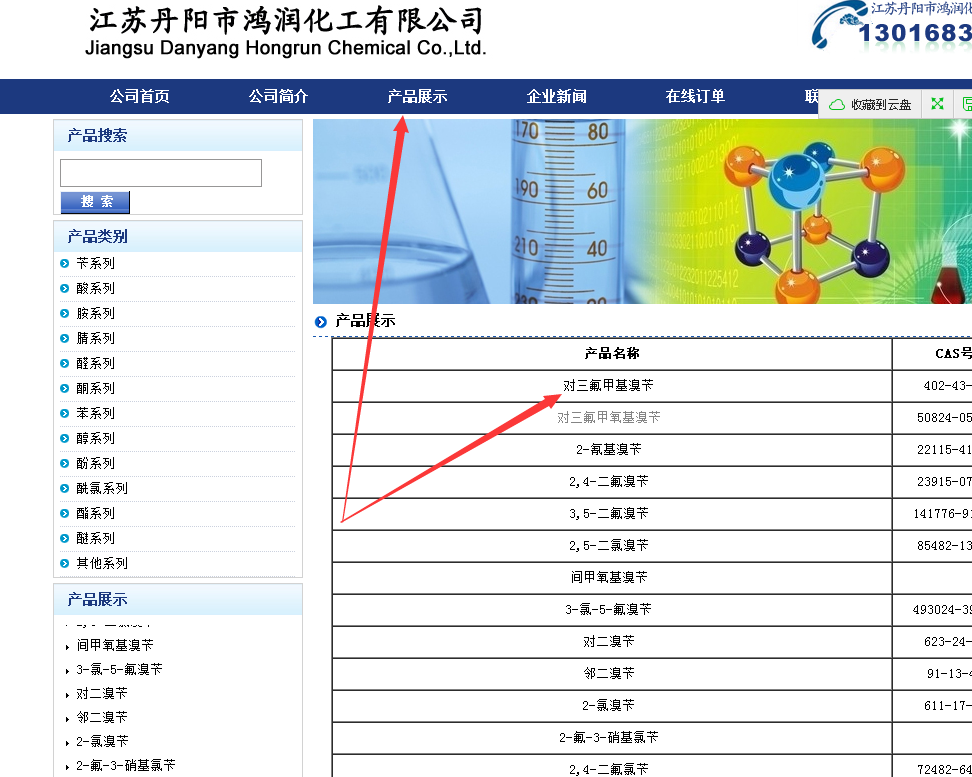 江苏丹阳市鸿润化工有限公司
Jiangsu Danyang Hongrun Chemical Co.,Ltd.
江苏丹阳市鸿润化
1301683
公司首页 公司简介 产品展示 企业新闻 在线订单 联
收藏到云盘
产品搜索
搜 索
产品类别
苄系列
酸系列
胺系列
腈系列
醛系列
酮系列
苯系列
醇系列
酚系列
酰氯系列
酯系列
醚系列
其他系列
产品展示
间甲氧基溴苄
3-氯-5-氟溴苄
对二溴苄
邻二溴苄
2-氯溴苄
2-氟-3-硝基氯苄
170 80
190 60
210 40
产品展示
产品名称 CAS号
对三氟甲基溴苄 402-43-
对三氟甲氧基溴苄 50824-05
2-氰基溴苄 22115-41
2,4-二氟溴苄 23915-07
3,5-二氟溴苄 141776-91
2,5-二氯溴苄 85482-13
间甲氧基溴苄
3-氯-5-氟溴苄 493024-39
对二溴苄 623-24-
邻二溴苄 91-13-4
2-氯溴苄 611-17-
2-氟-3-硝基氯苄
2,4-二氟氯苄 72482-64